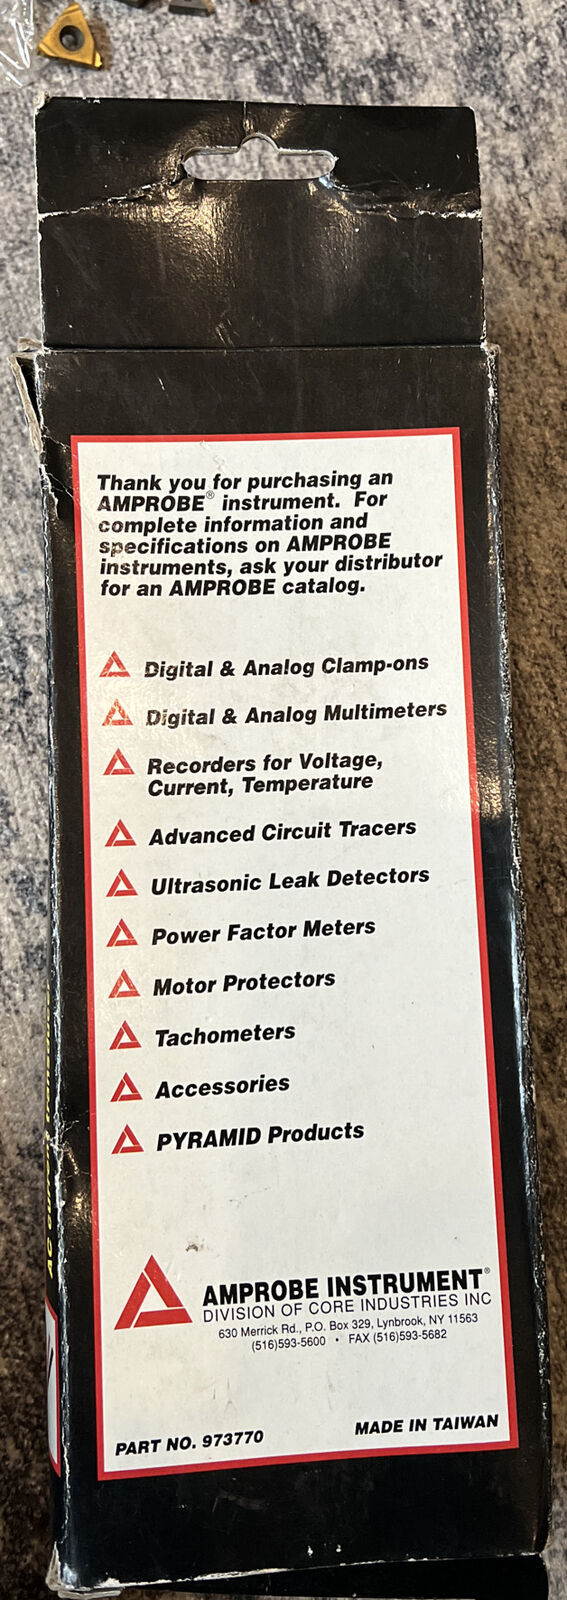 Thank you for purchasing an
AMPROBE® instrument. For
complete information and
specifications on AMPROBE
instruments, ask your distributor
for an AMPROBE catalog.
Digital & Analog Clamp-ons
Digital & Analog Multimeters
Recorders for Voltage,
Current, Temperature
Advanced Circuit Tracers
Ultrasonic Leak Detectors
Power Factor Meters
Motor Protectors
Tachometers
Accessories
PYRAMID Products
AMPROBE INSTRUMENT®
DIVISION OF CORE INDUSTRIES INC
630 Merrick Rd., P.O. Box 329, Lynbrook, NY 11563
(516)593-5600 • FAX (516)593-5682
PART NO. 973770
MADE IN TAIWAN
AC